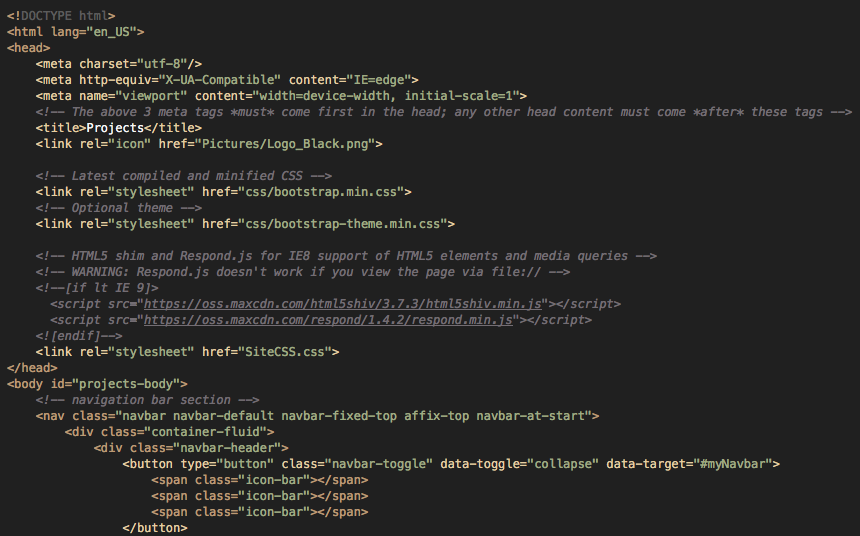 <!DOCTYPE html>
<html lang="en_US">
<head>
    <meta charset="utf-8"/>
    <meta http-equiv="X-UA-Compatible" content="IE=edge">
    <meta name="viewport" content="width=device-width, initial-scale=1">
    <!-- The above 3 meta tags *must* come first in the head; any other head content must come *after* these tags -->
    <title>Projects</title>
    <link rel="icon" href="Pictures/Logo_Black.png">

    <!-- Latest compiled and minified CSS -->
    <link rel="stylesheet" href="css/bootstrap.min.css">
    <!-- Optional theme -->
    <link rel="stylesheet" href="css/bootstrap-theme.min.css">

    <!-- HTML5 shim and Respond.js for IE8 support of HTML5 elements and media queries -->
    <!-- WARNING: Respond.js doesn't work if you view the page via file:// -->
    <!--[if lt IE 9]>
      <script src="https://oss.maxcdn.com/html5shiv/3.7.3/html5shiv.min.js"></script>
      <script src="https://oss.maxcdn.com/respond/1.4.2/respond.min.js"></script>
    <![endif]-->
    <link rel="stylesheet" href="SiteCSS.css">
</head>
<body id="projects-body">
    <!-- navigation bar section -->
    <nav class="navbar navbar-default navbar-fixed-top affix-top navbar-at-start">
        <div class="container-fluid">
            <div class="navbar-header">
                <button type="button" class="navbar-toggle" data-toggle="collapse" data-target="#myNavbar">
                    <span class="icon-bar"></span>
                    <span class="icon-bar"></span>
                    <span class="icon-bar"></span>
                </button>